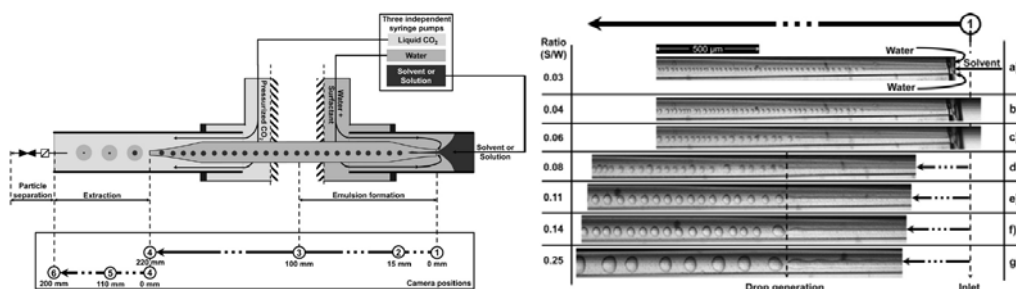 Three independent
syringe pumps
Liquid CO₂
Water
Solvent or
Solution
Pressurized CO₂
Water +
Surfactant
Solvent or
Solution
Particle
separation
Extraction
Emulsion formation
6
5
4
4
3
2
1
200 mm
110 mm
0 mm
220 mm
100 mm
15 mm
0 mm
Camera positions
1
Ratio
(S/W)
500 µm
Water
Solvent
Water
0.03
a)
0.04
b)
0.06
c)
0.08
d)
0.11
e)
0.14
f)
0.25
g)
Drop generation
Inlet